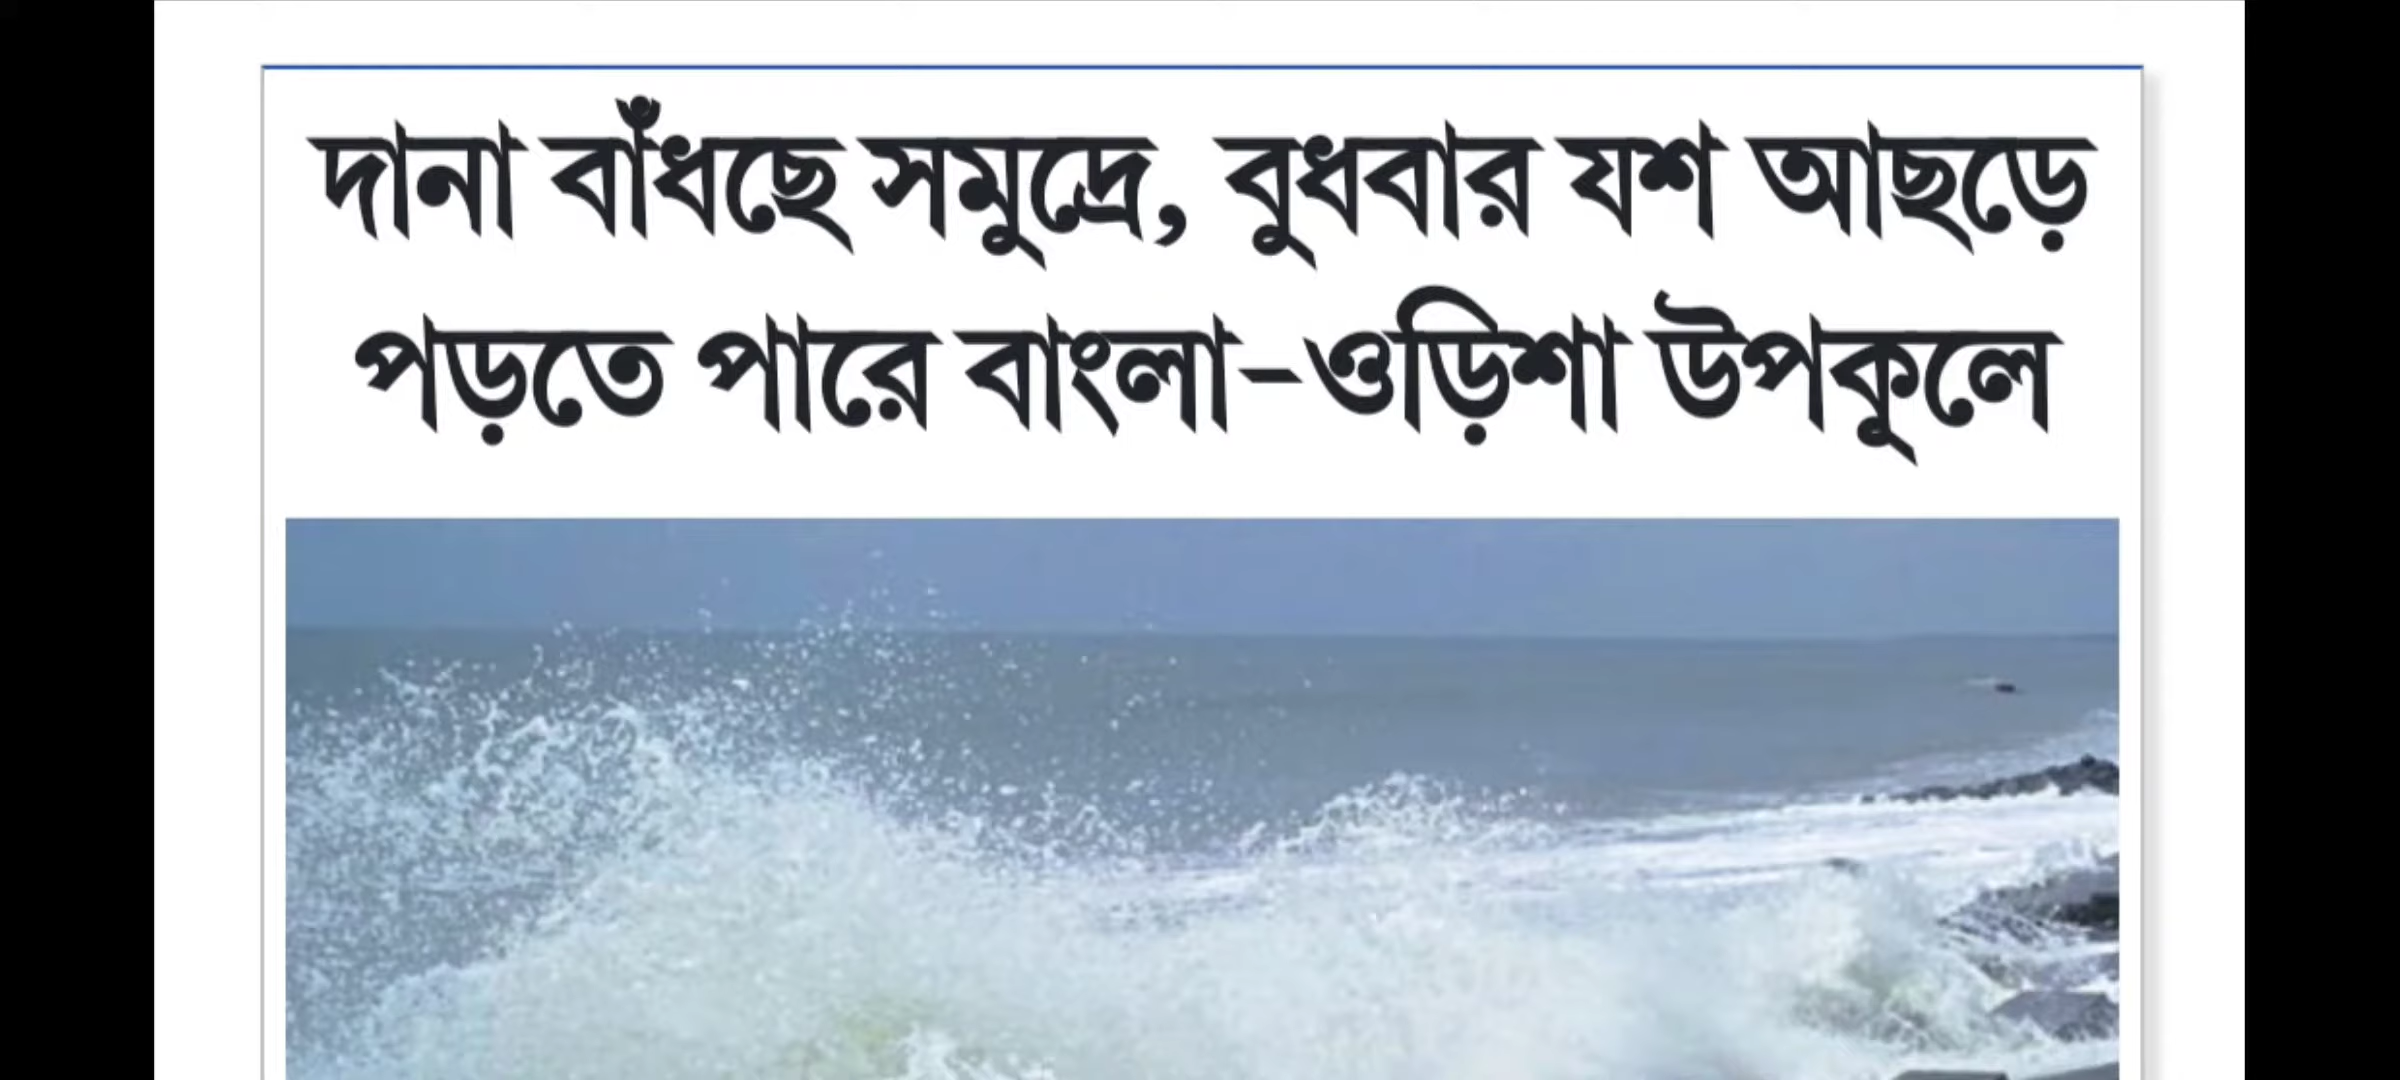 দানা বাঁধছে সমুদ্রে, বুধবার যশ আছড়ে
পড়তে পারে বাংলা-ওড়িশা উপকূলে